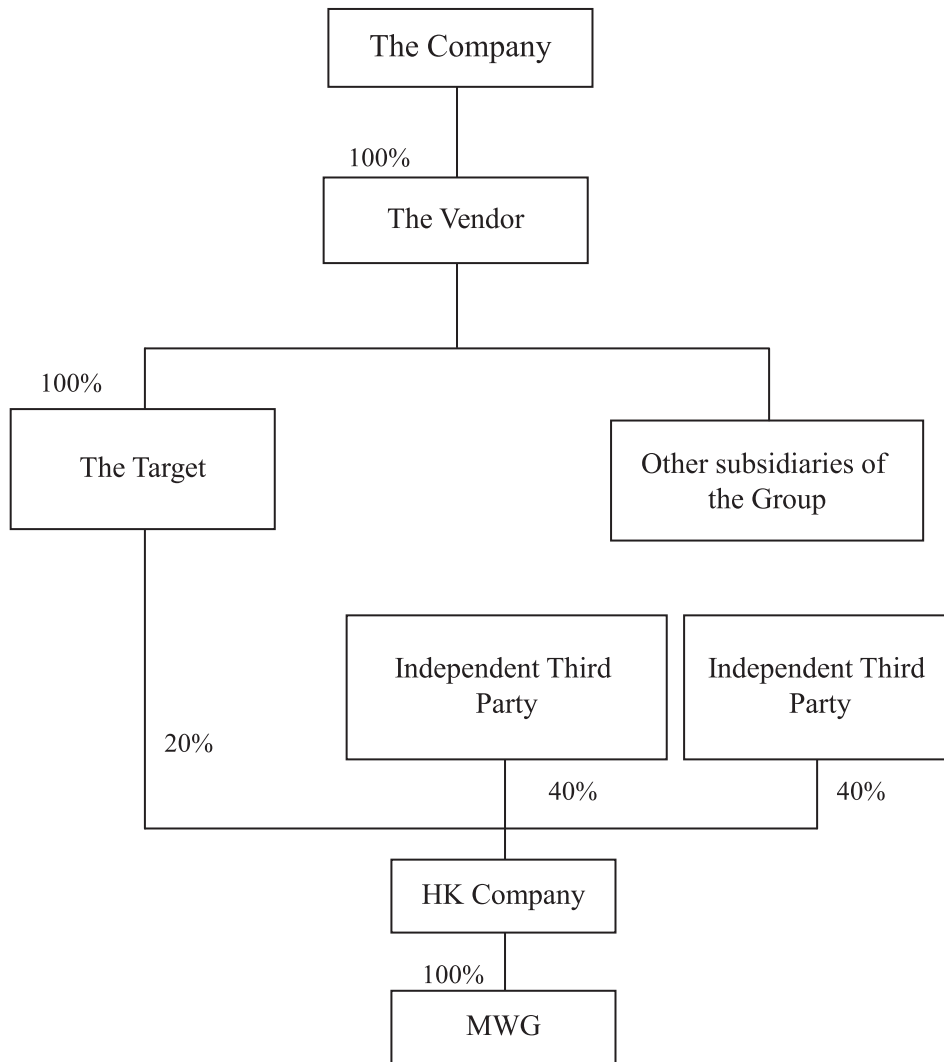 The Company
100%
The Vendor
100%
The Target
Other subsidiaries of
the Group
Independent Third
Party
Independent Third
Party
20%
40%
40%
HK Company
100%
MWG